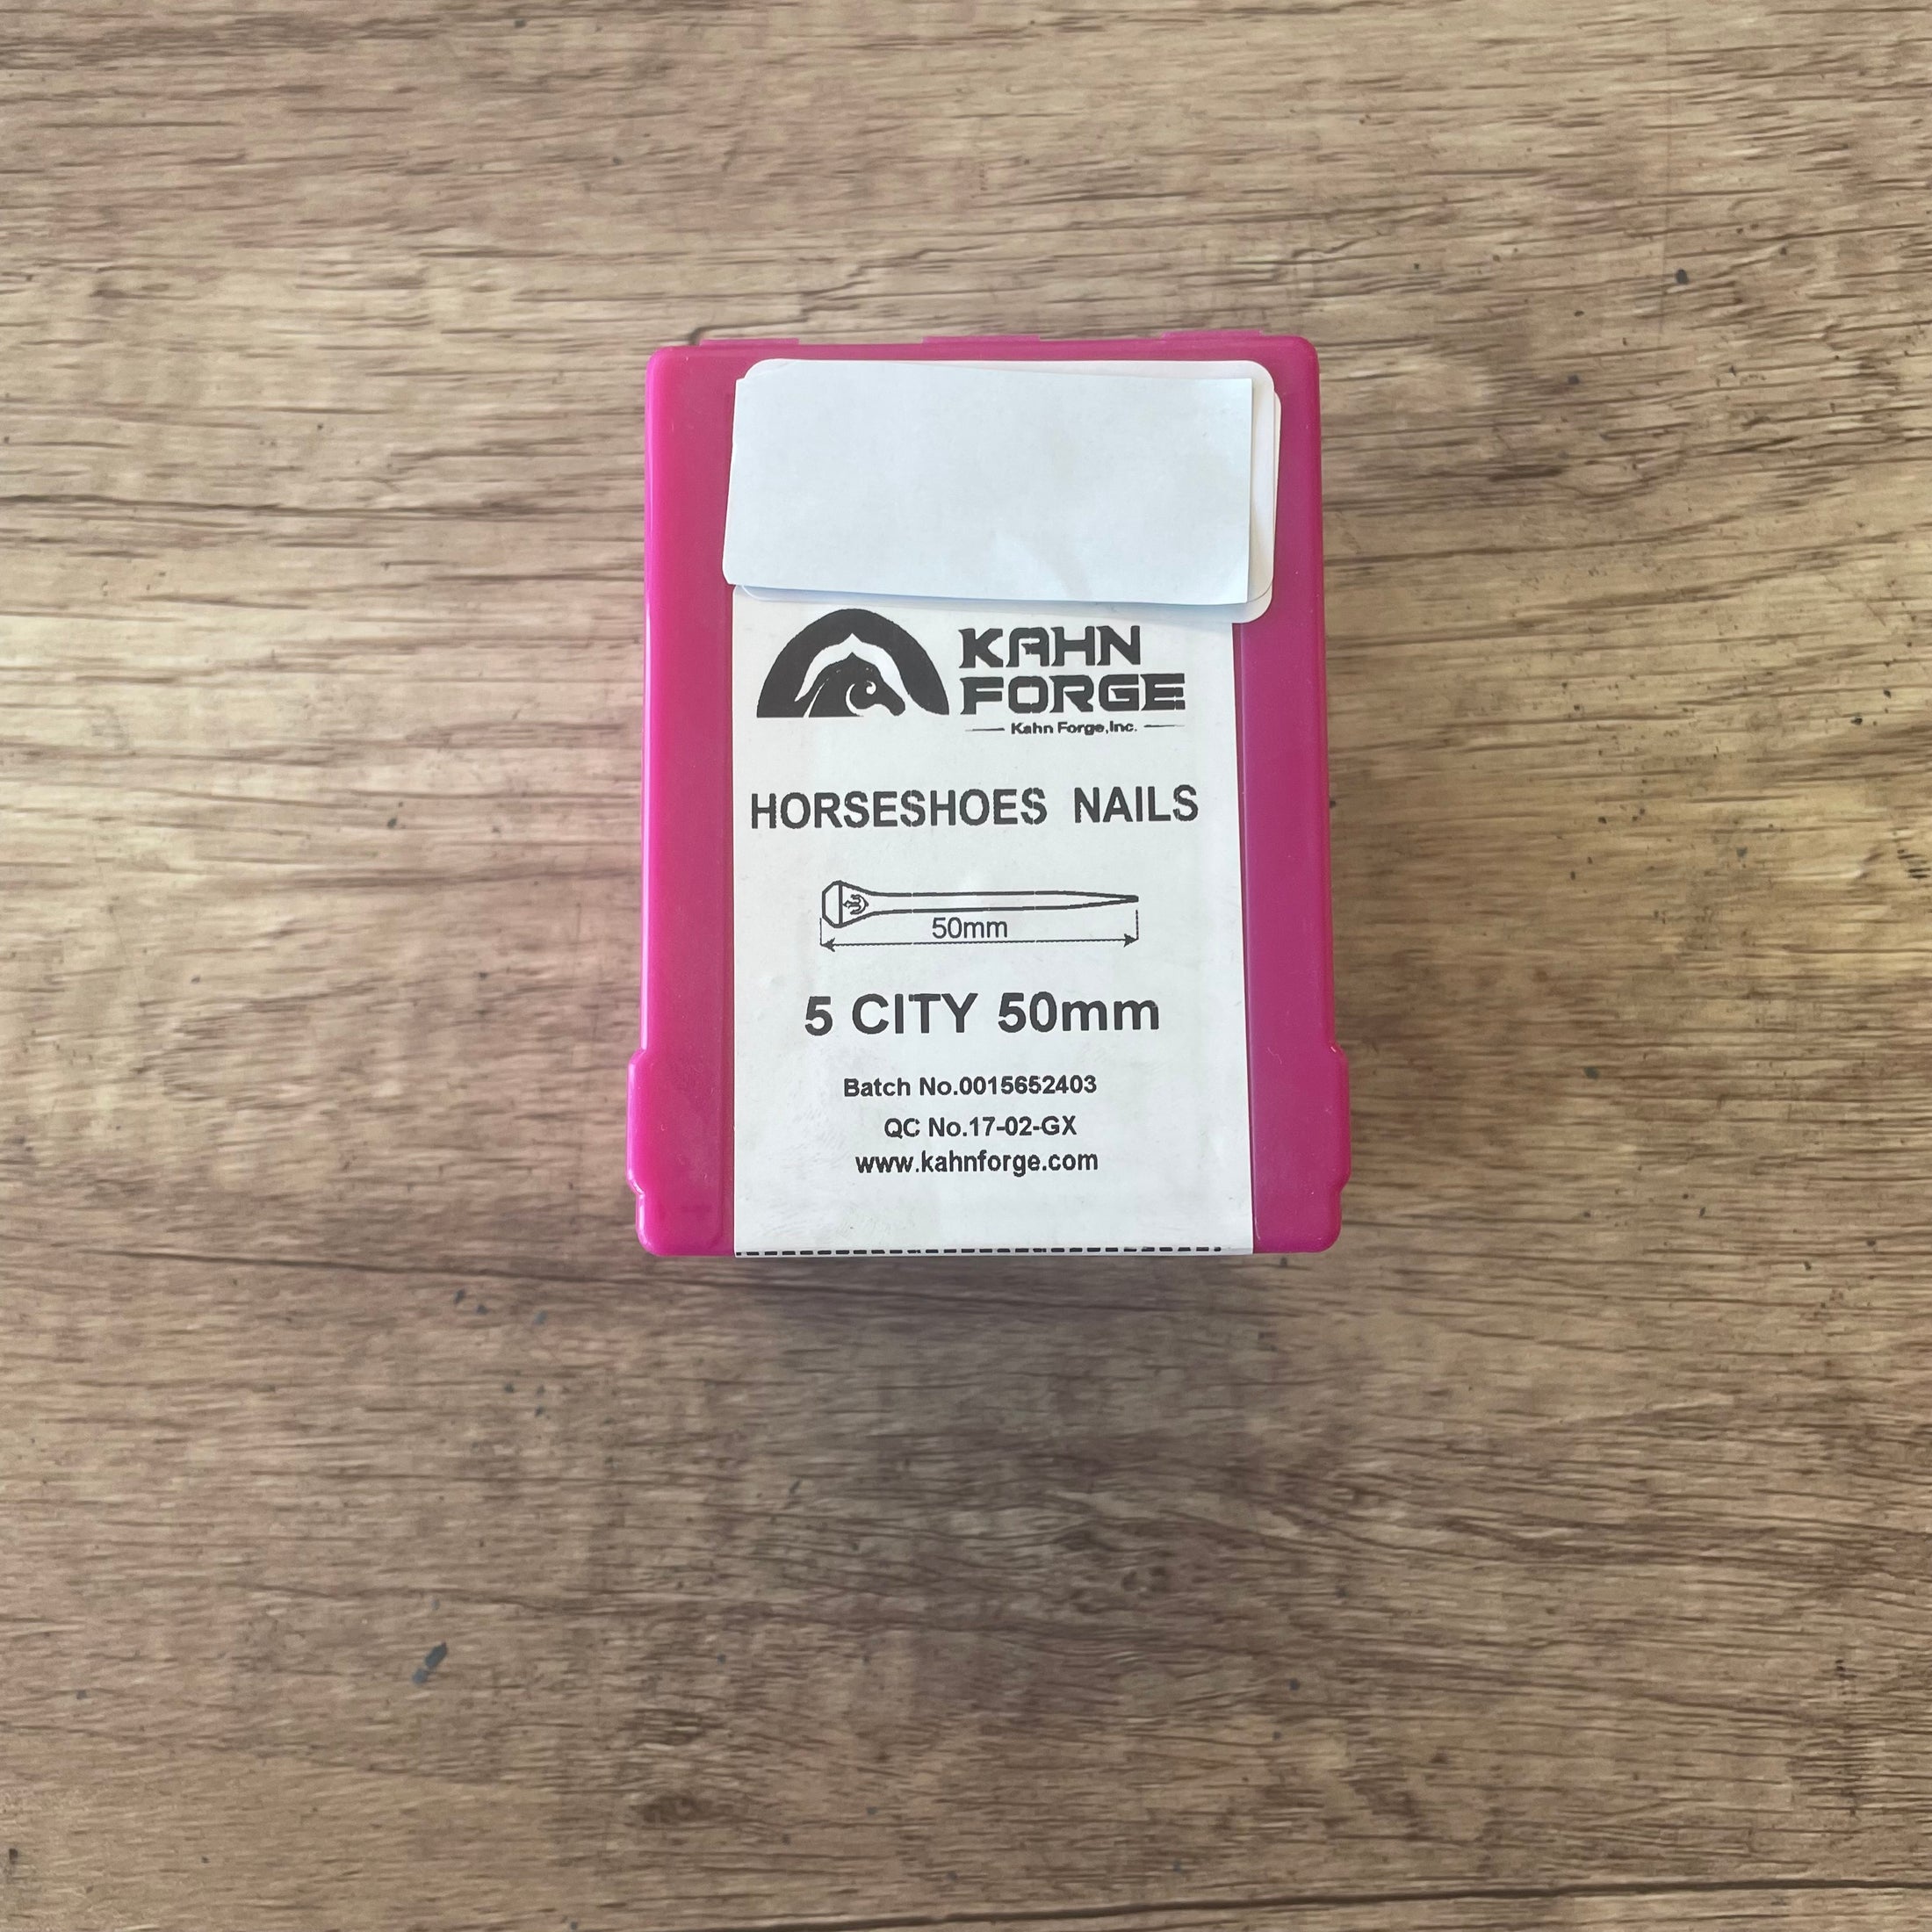 KAHN
FORGE
Kahn Forge,Inc.
HORSESHOES NAILS
50mm
5 CITY 50mm
Batch No.0015652403
QC No.17-02-GX
www.kahnforge.com